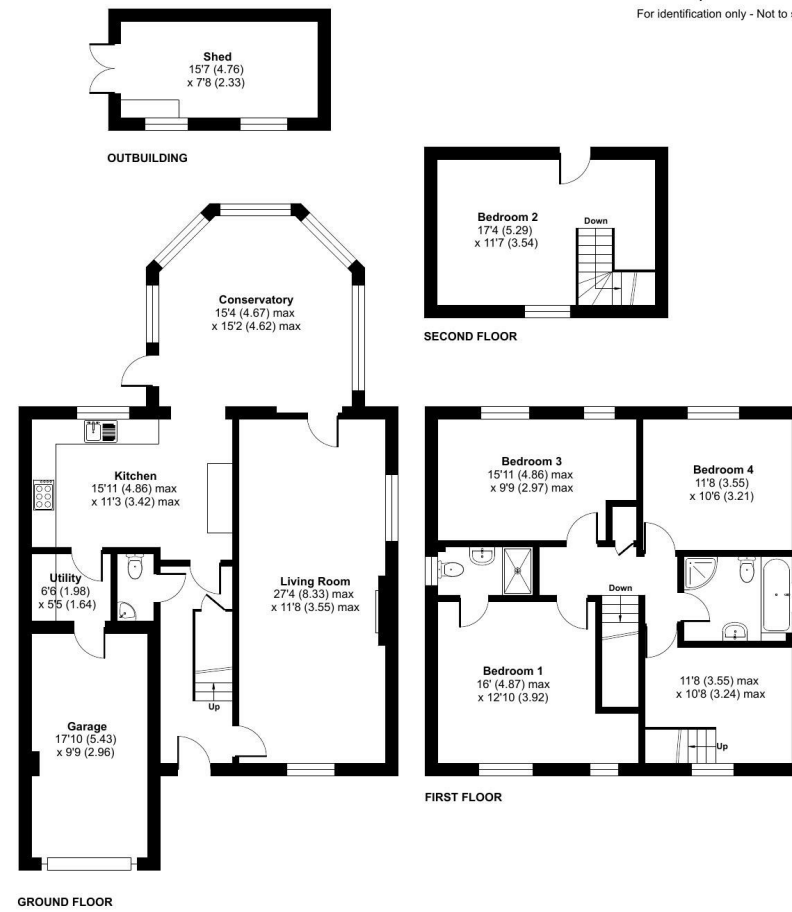 For identification only - Not to
Shed
15'7 (4.76)
x 7'8 (2.33)
OUTBUILDING
Bedroom 2
17'4 (5.29)
x 11'7 (3.54)
Down
SECOND FLOOR
Conservatory
15'4 (4.67) max
x 15'2 (4.62) max
Kitchen
15'11 (4.86) max
x 11'3 (3.42) max
Utility
6'6 (1.98)
x 5'5 (1.64)
Living Room
27'4 (8.33) max
x 11'8 (3.55) max
Up
Garage
17'10 (5.43)
x 9'9 (2.96)
GROUND FLOOR
Bedroom 3
15'11 (4.86) max
x 9'9 (2.97) max
Bedroom 4
11'8 (3.55)
x 10'6 (3.21)
Down
Bedroom 1
16' (4.87) max
x 12'10 (3.92)
11'8 (3.55) max
x 10'8 (3.24) max
Up
FIRST FLOOR